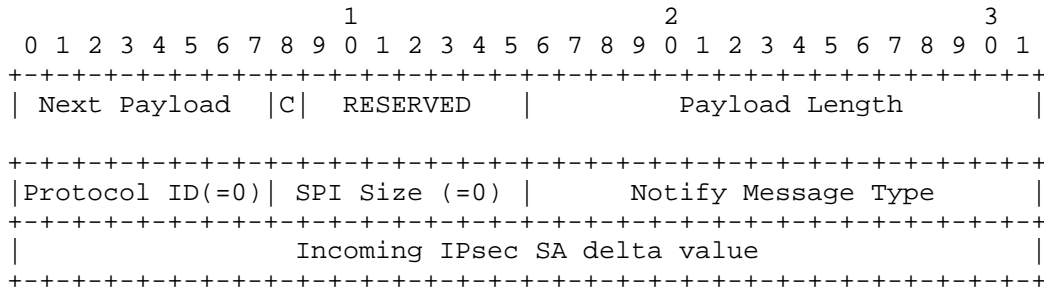 1                   2                   3
 0 1 2 3 4 5 6 7 8 9 0 1 2 3 4 5 6 7 8 9 0 1 2 3 4 5 6 7 8 9 0 1
+-+-+-+-+-+-+-+-+-+-+-+-+-+-+-+-+-+-+-+-+-+-+-+-+-+-+-+-+-+-+-+-+
| Next Payload  |C|  RESERVED   |         Payload Length        |

+-+-+-+-+-+-+-+-+-+-+-+-+-+-+-+-+-+-+-+-+-+-+-+-+-+-+-+-+-+-+-+-+
|Protocol ID(=0)| SPI Size (=0) |      Notify Message Type      |
+-+-+-+-+-+-+-+-+-+-+-+-+-+-+-+-+-+-+-+-+-+-+-+-+-+-+-+-+-+-+-+-+
|                 Incoming IPsec SA delta value                 |
+-+-+-+-+-+-+-+-+-+-+-+-+-+-+-+-+-+-+-+-+-+-+-+-+-+-+-+-+-+-+-+-+